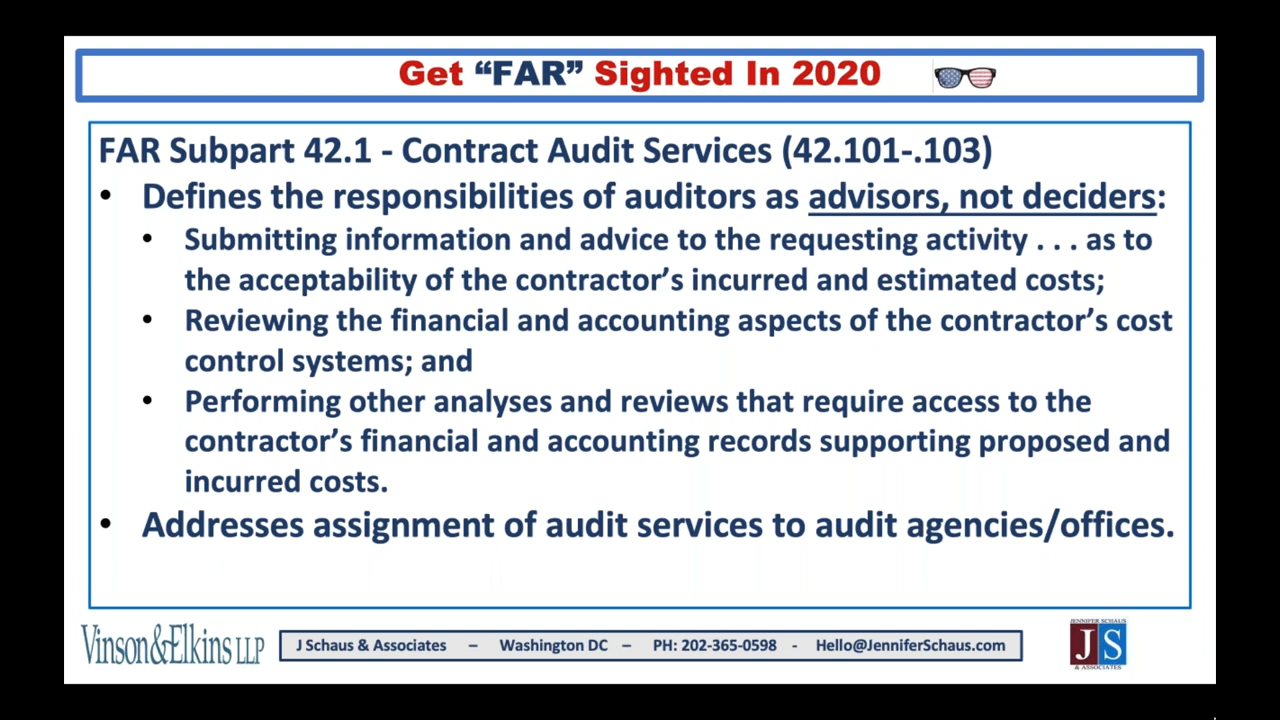 Get “FAR” Sighted In 2020
FAR Subpart 42.1 - Contract Audit Services (42.101-.103)
• Defines the responsibilities of auditors as advisors, not deciders:
• Submitting information and advice to the requesting activity . . . as to
the acceptability of the contractor’s incurred and estimated costs;
• Reviewing the financial and accounting aspects of the contractor’s cost
control systems; and
• Performing other analyses and reviews that require access to the
contractor’s financial and accounting records supporting proposed and
incurred costs.
• Addresses assignment of audit services to audit agencies/offices.
Vinson&Elkins LLP
J Schaus & Associates – Washington DC – PH: 202-365-0598 - Hello@JenniferSchaus.com
JENNIFER SCHAUS
JS
& ASSOCIATES